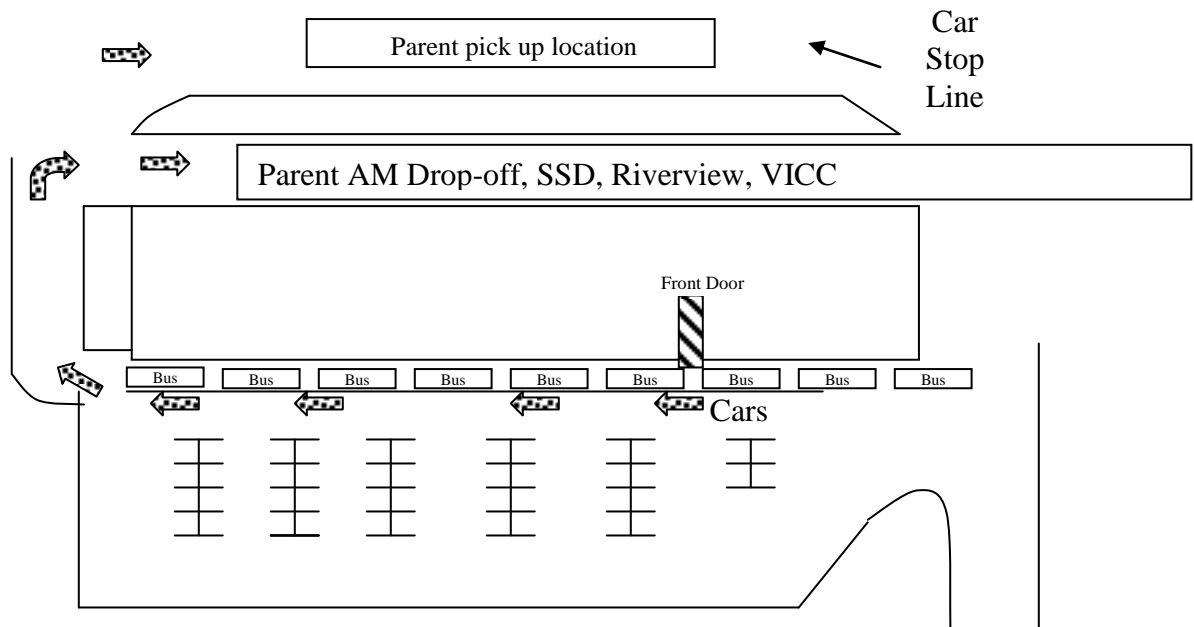 Parent pick up location
Car
Stop
Line
Parent AM Drop-off, SSD, Riverview, VICC
Front Door
Bus
Bus
Bus
Bus
Bus
Bus
Bus
Bus
Bus
Cars